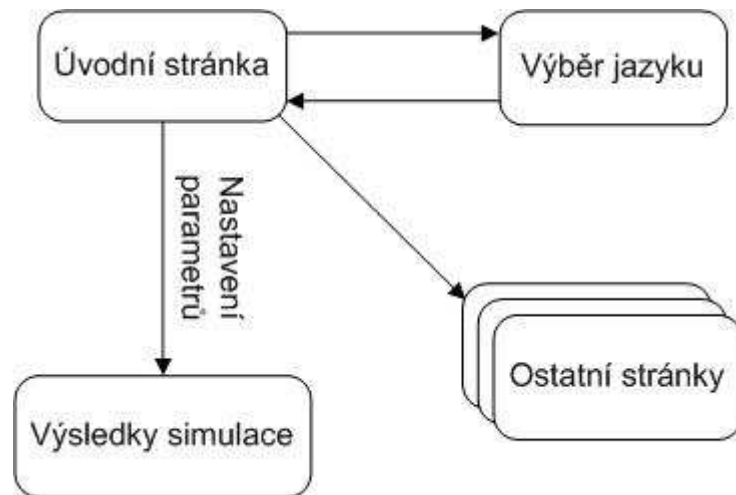 Úvodní stránka
Výběr jazyku
Nastavení
parametrů
Ostatní stránky
Výsledky simulace